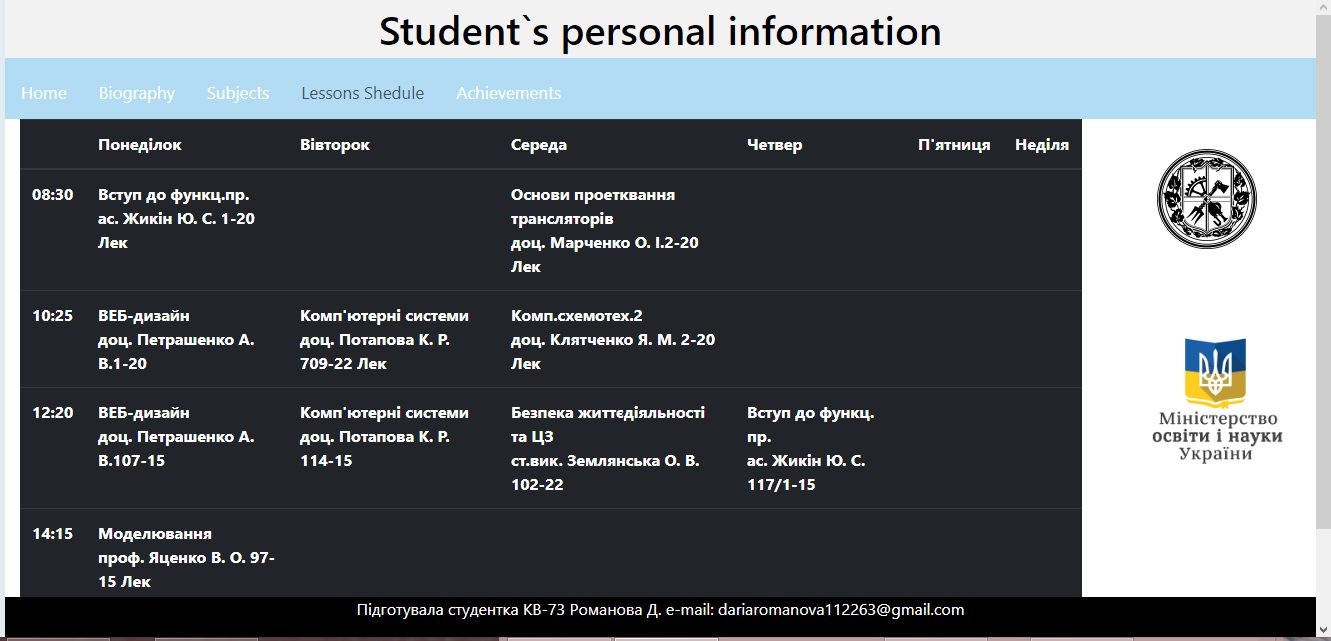 Student`s personal information
Home Biography Subjects Lessons Shedule Achievements
Понеділок Вівторок Середа Четвер П'ятниця Неділя
08:30
Вступ до функц.пр.
ас. Жикін Ю. С. 1-20
Лек
Основи проетквання
трансляторів
доц. Марченко О. І.2-20
Лек
10:25
ВЕБ-дизайн
доц. Петрашенко А.
В.1-20
Комп'ютерні системи
доц. Потапова К. Р.
709-22 Лек
Комп.схемотех.2
доц. Клятченко Я. М. 2-20
Лек
12:20
ВЕБ-дизайн
доц. Петрашенко А.
В.107-15
Комп'ютерні системи
доц. Потапова К. Р.
114-15
Безпека життєдіяльності
та ЦЗ
ст.вик. Землянська О. В.
102-22
Вступ до функц.
пр.
ас. Жикін Ю. С.
117/1-15
14:15
Моделювання
проф. Яценко В. О. 97-
15 Лек
Міністерство
освіти і науки
України
Підготувала студентка КВ-73 Романова Д. e-mail: dariaromanova112263@gmail.com